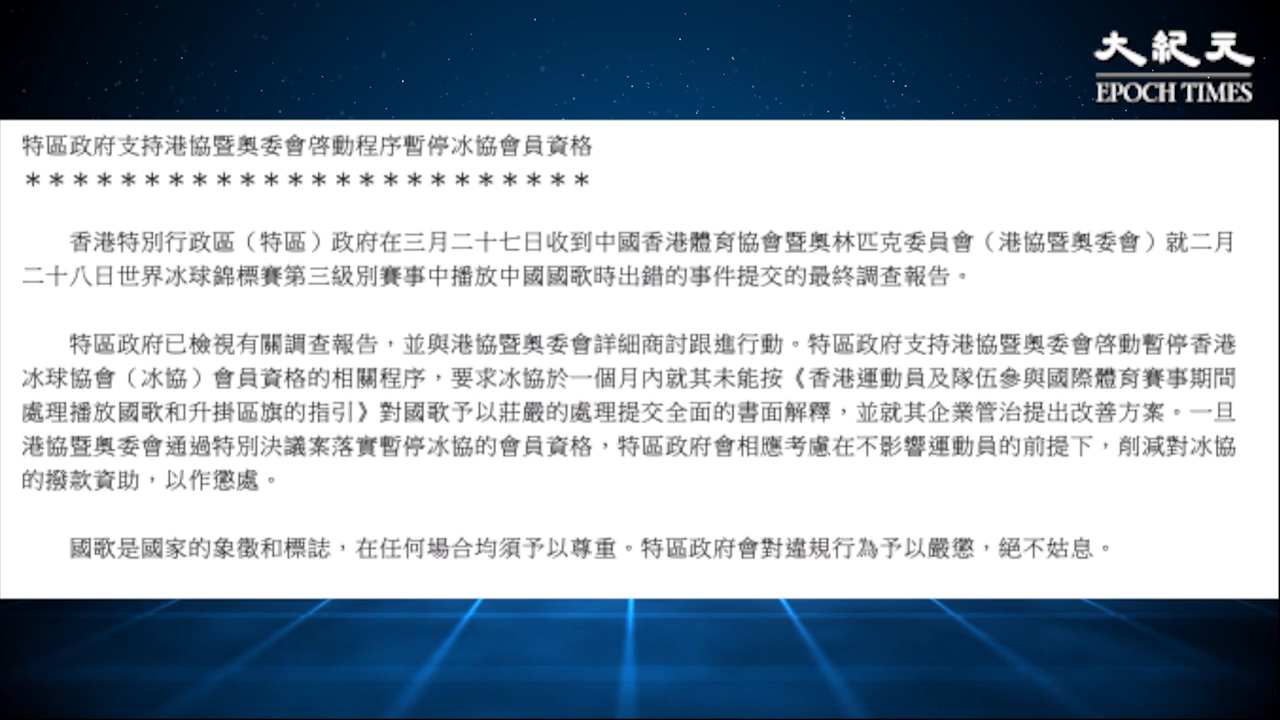 大紀元
EPOCH TIMES
特區政府支持港協暨奧委會啓動程序暫停冰協會員資格
＊＊＊＊＊＊＊＊＊＊＊＊＊＊＊＊＊＊＊＊＊＊＊＊
香港特別行政區（特區）政府在三月二十七日收到中國香港體育協會暨奧林匹克委員會（港協暨奧委會）就二月
二十八日世界冰球錦標賽第三級別賽事中播放中國國歌時出錯的事件提交的最終調查報告。
特區政府已檢視有關調查報告，並與港協暨奧委會詳細商討跟進行動。特區政府支持港協暨奧委會啓動暫停香港
冰球協會（冰協）會員資格的相關程序，要求冰協於一個月內就其未能按《香港運動員及隊伍參與國際體育賽事期間
處理播放國歌和升掛區旗的指引》對國歌予以莊嚴的處理提交全面的書面解釋，並就其企業管治提出改善方案。一旦
港協暨奧委會通過特別決議案落實暫停冰協的會員資格，特區政府會相應考慮在不影響運動員的前提下，削減對冰協
的撥款資助，以作懲處。
國歌是國家的象徵和標誌，在任何場合均須予以尊重。特區政府會對違規行為予以嚴懲，絕不姑息。